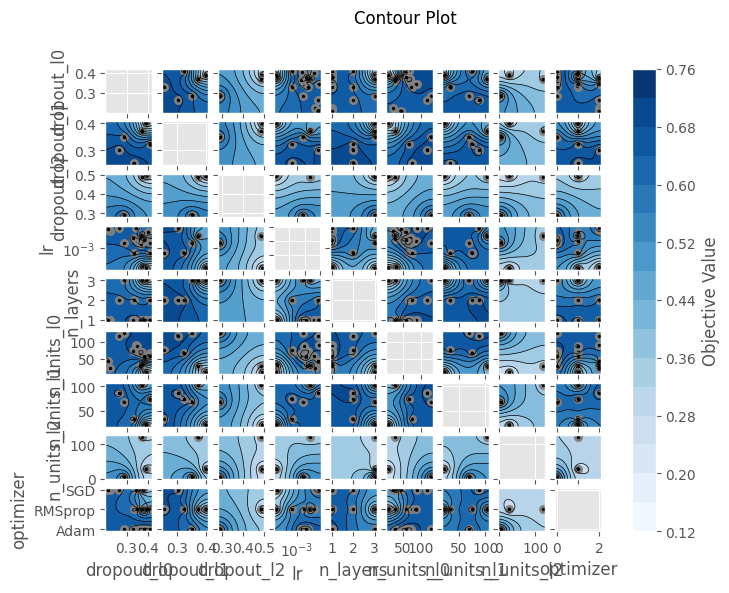 Contour Plot
dropout_l0
0.4
0.3
dropout_l1
0.4
0.3
dropout_l2
0.5
0.4
0.3
lr
10^-3
n_layers
3
2
1
n_units_l0
100
50
n_units_l1
100
50
n_units_l2
100
0
optimizer
SGD
RMSprop
Adam
0.3 0.4
0.3 0.4
0.3 0.4 0.5
10^-3
1 2 3
50 100
50 100
0 100
0 2
dropout_l0
dropout_l1
dropout_l2
lr
n_layers
n_units_l0
n_units_l1
n_units_l2
optimizer
0.76
0.68
0.60
0.52
0.44
0.36
0.28
0.20
0.12
Objective Value